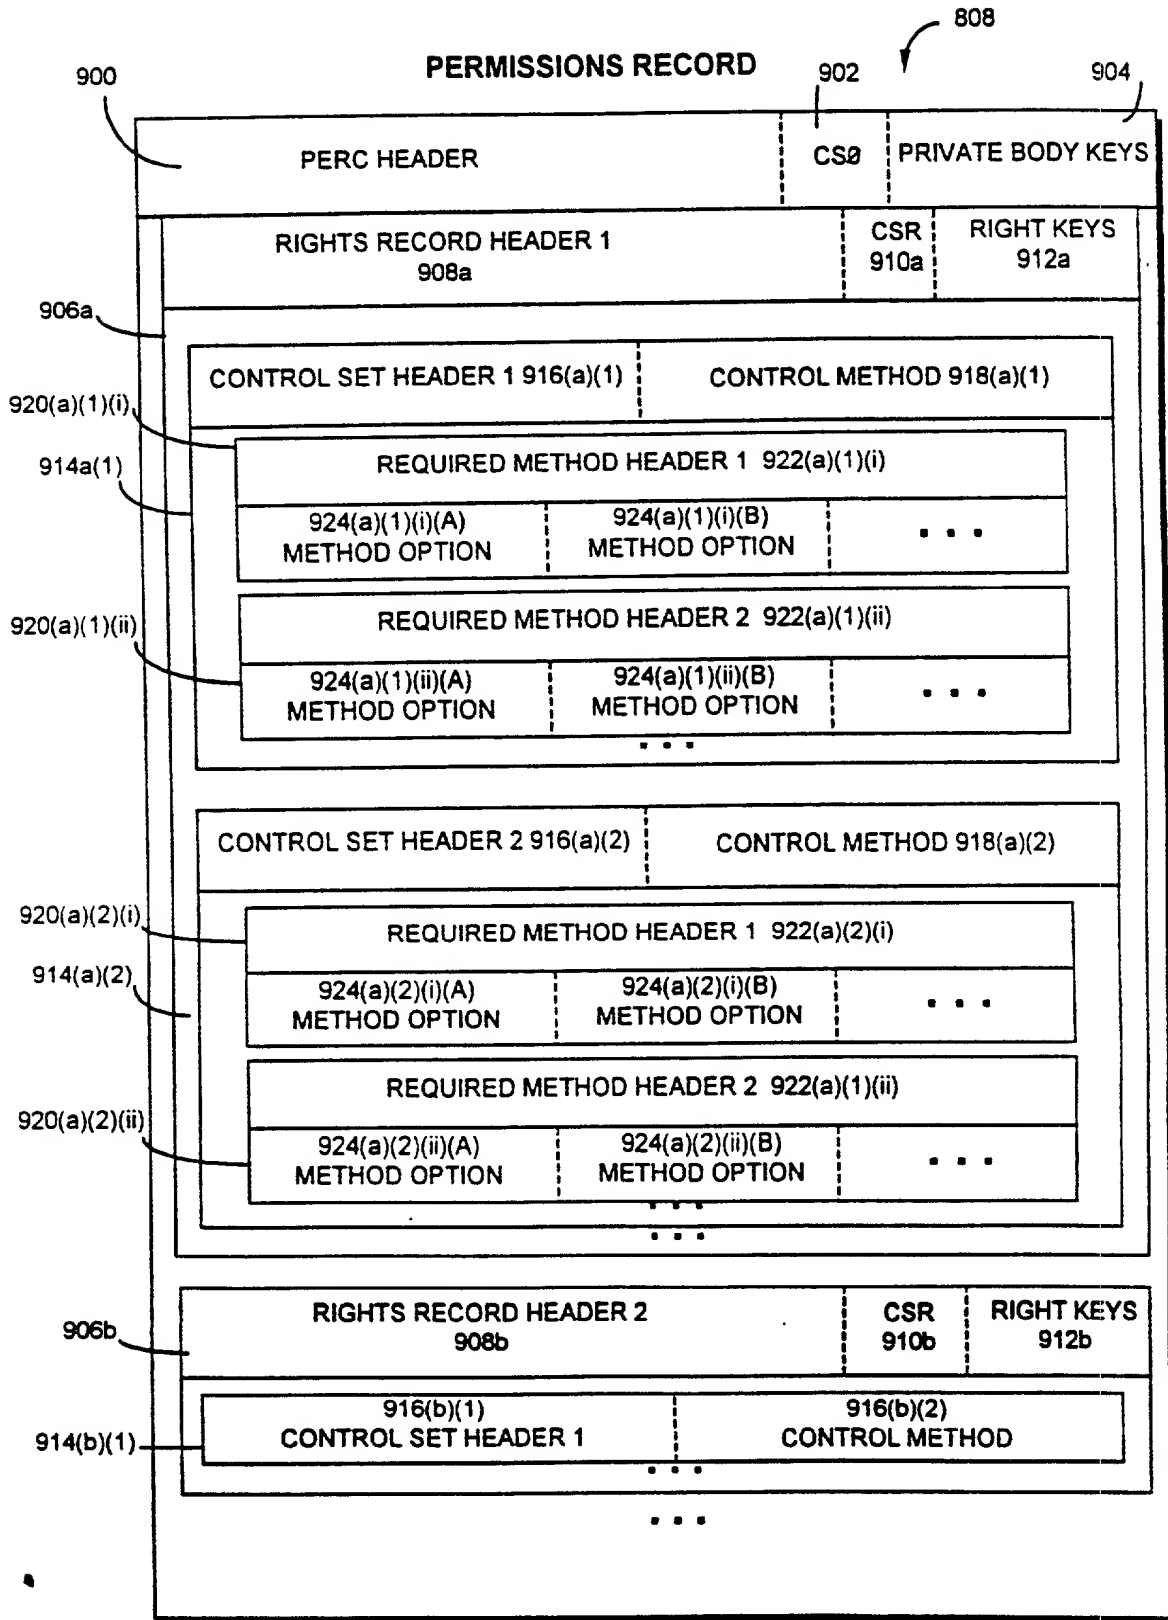 808
PERMISSIONS RECORD
900
902
904
PERC HEADER
CSØ
PRIVATE BODY KEYS
RIGHTS RECORD HEADER 1
908a
CSR
910a
RIGHT KEYS
912a
906a
CONTROL SET HEADER 1 916(a)(1)
CONTROL METHOD 918(a)(1)
920(a)(1)(i)
914a(1)
REQUIRED METHOD HEADER 1 922(a)(1)(i)
924(a)(1)(i)(A)
METHOD OPTION
924(a)(1)(i)(B)
METHOD OPTION
. . .
920(a)(1)(ii)
REQUIRED METHOD HEADER 2 922(a)(1)(ii)
924(a)(1)(ii)(A)
METHOD OPTION
924(a)(1)(ii)(B)
METHOD OPTION
. . .
. . .
CONTROL SET HEADER 2 916(a)(2)
CONTROL METHOD 918(a)(2)
920(a)(2)(i)
914(a)(2)
REQUIRED METHOD HEADER 1 922(a)(2)(i)
924(a)(2)(i)(A)
METHOD OPTION
924(a)(2)(i)(B)
METHOD OPTION
. . .
920(a)(2)(ii)
REQUIRED METHOD HEADER 2 922(a)(1)(ii)
924(a)(2)(ii)(A)
METHOD OPTION
924(a)(2)(ii)(B)
METHOD OPTION
. . .
. . .
. . .
906b
RIGHTS RECORD HEADER 2
908b
CSR
910b
RIGHT KEYS
912b
914(b)(1)
916(b)(1)
CONTROL SET HEADER 1
916(b)(2)
CONTROL METHOD
. . .
. . .